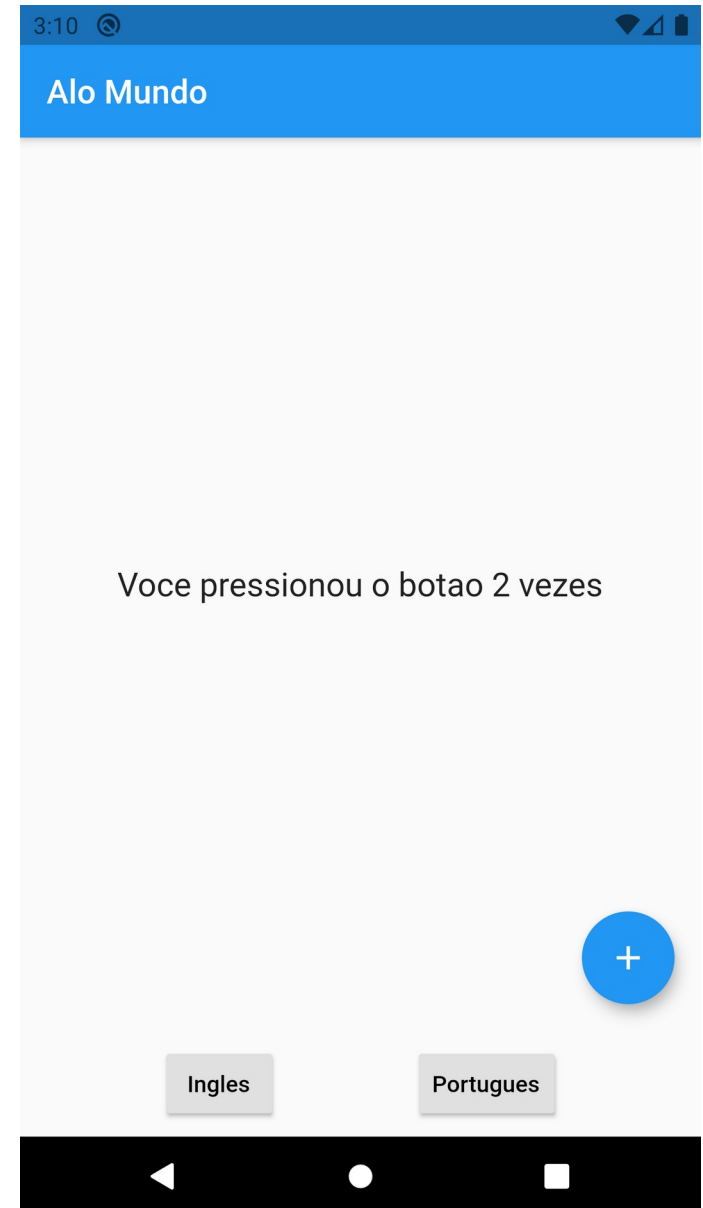 3:10
Alo Mundo
Voce pressionou o botao 2 vezes
+
Ingles
Portugues